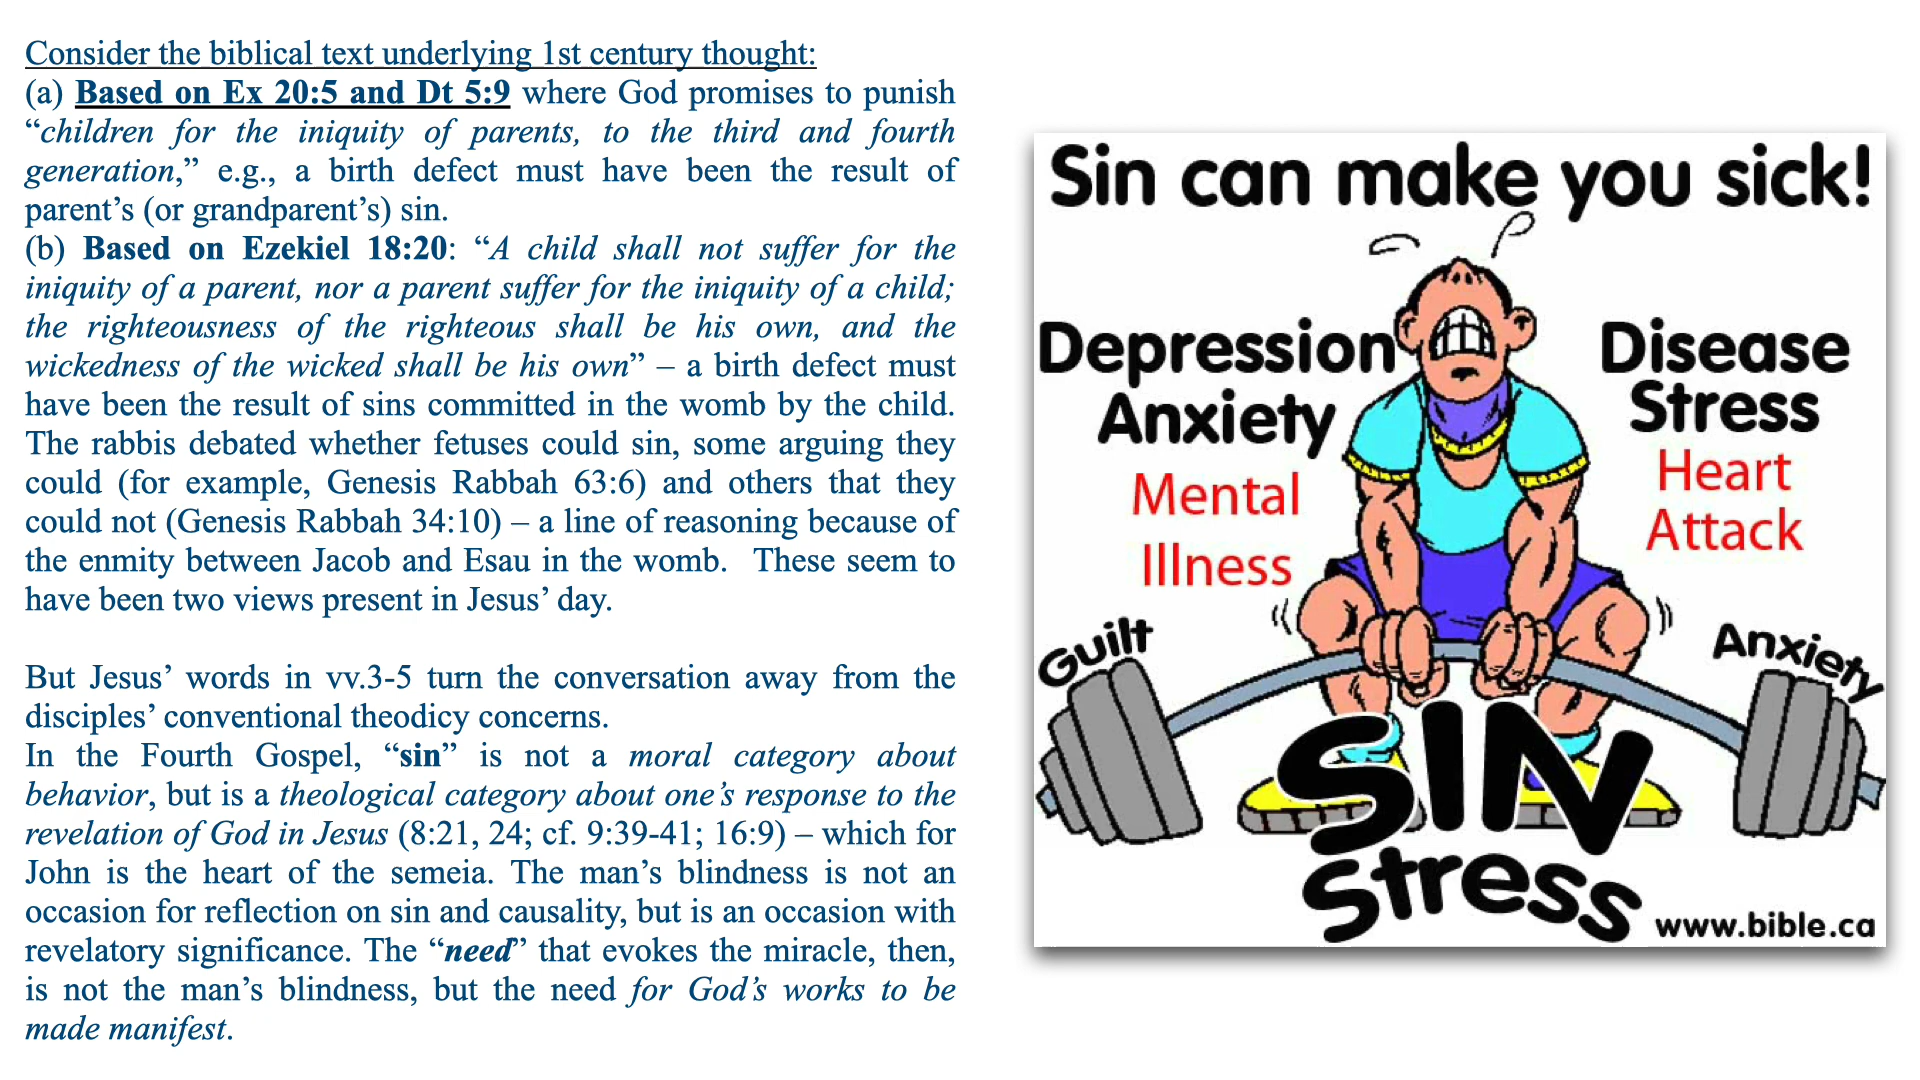 Consider the biblical text underlying 1st century thought:
(a) Based on Ex 20:5 and Dt 5:9 where God promises to punish
“children for the iniquity of parents, to the third and fourth
generation,” e.g., a birth defect must have been the result of
parent’s (or grandparent’s) sin.
(b) Based on Ezekiel 18:20: “A child shall not suffer for the
iniquity of a parent, nor a parent suffer for the iniquity of a child;
the righteousness of the righteous shall be his own, and the
wickedness of the wicked shall be his own” – a birth defect must
have been the result of sins committed in the womb by the child.
The rabbis debated whether fetuses could sin, some arguing they
could (for example, Genesis Rabbah 63:6) and others that they
could not (Genesis Rabbah 34:10) – a line of reasoning because of
the enmity between Jacob and Esau in the womb. These seem to
have been two views present in Jesus’ day.
But Jesus’ words in vv.3-5 turn the conversation away from the
disciples’ conventional theodicy concerns.
In the Fourth Gospel, “sin” is not a moral category about
behavior, but is a theological category about one’s response to the
revelation of God in Jesus (8:21, 24; cf. 9:39-41; 16:9) – which for
John is the heart of the semeia. The man’s blindness is not an
occasion for reflection on sin and causality, but is an occasion with
revelatory significance. The “need” that evokes the miracle, then,
is not the man’s blindness, but the need for God’s works to be
made manifest.
Sin can make you sick!
Depression
Anxiety
Mental
Illness
Disease
Stress
Heart
Attack
Guilt
Anxiety
SIN
Stress
www.bible.ca